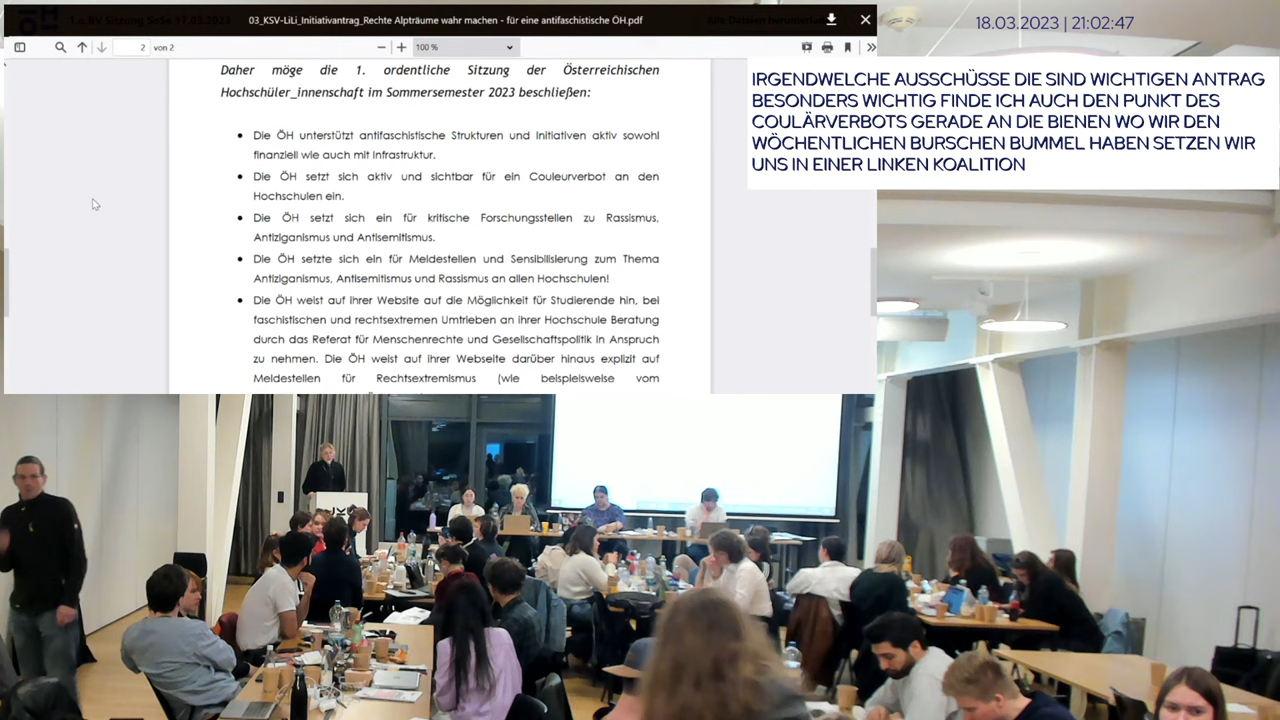 1.o. BV Sitzung SoSe 17.03.2023
03_KSV-LiLi_Initiativantrag_Rechte Alpträume wahr machen - für eine antifaschistische ÖH.pdf
18.03.2023 | 21:02:47
2 von 2
100 %
Daher möge die 1. ordentliche Sitzung der Österreichischen
Hochschüler_innenschaft im Sommersemester 2023 beschließen:
• Die ÖH unterstützt antifaschistische Strukturen und Initiativen aktiv sowohl
finanziell wie auch mit Infrastruktur.
• Die ÖH setzt sich aktiv und sichtbar für ein Couleurverbot an den
Hochschulen ein.
• Die ÖH setzt sich ein für kritische Forschungsstellen zu Rassismus,
Antiziganismus und Antisemitismus.
• Die ÖH setzte sich ein für Meldestellen und Sensibilisierung zum Thema
Antiziganismus, Antisemitismus und Rassismus an allen Hochschulen!
• Die ÖH weist auf ihrer Website auf die Möglichkeit für Studierende hin, bei
faschistischen und rechtsextremen Umtrieben an ihrer Hochschule Beratung
durch das Referat für Menschenrechte und Gesellschaftspolitik in Anspruch
zu nehmen. Die ÖH weist auf ihrer Webseite darüber hinaus explizit auf
Meldestellen für Rechtsextremismus (wie beispielsweise vom
IRGENDWELCHE AUSSCHÜSSE DIE SIND WICHTIGEN ANTRAG
BESONDERS WICHTIG FINDE ICH AUCH DEN PUNKT DES
COULÄRVERBOTS GERADE AN DIE BIENEN WO WIR DEN
WÖCHENTLICHEN BURSCHEN BUMMEL HABEN SETZEN WIR
UNS IN EINER LINKEN KOALITION